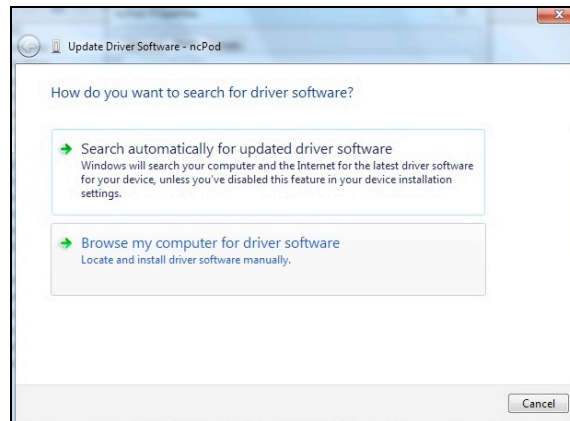 Update Driver Software - ncPod
How do you want to search for driver software?
Search automatically for updated driver software
Windows will search your computer and the Internet for the latest driver software
for your device, unless you've disabled this feature in your device installation
settings.
Browse my computer for driver software
Locate and install driver software manually.
Cancel